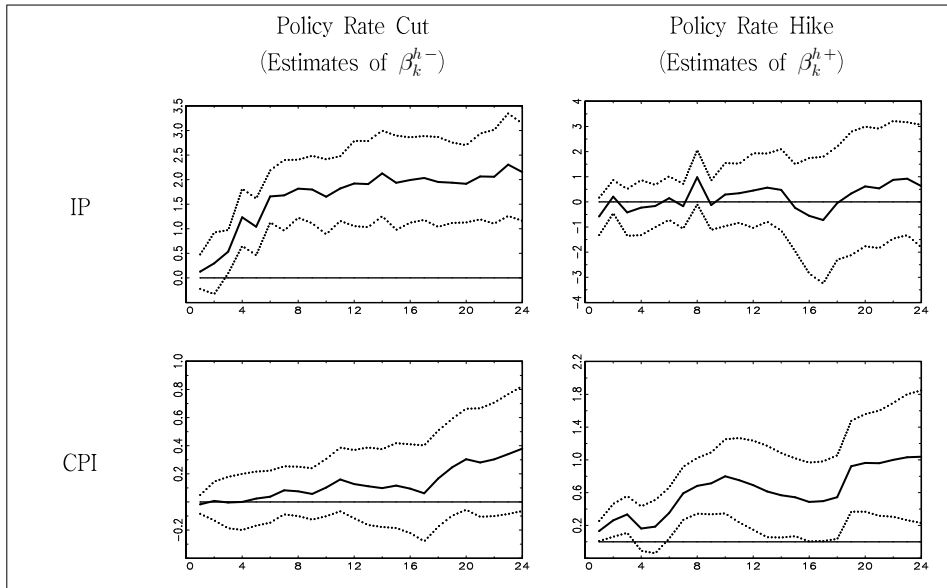 Policy Rate Cut
(Estimates of β_k^{h−})
Policy Rate Hike
(Estimates of β_k^{h+})
IP
3.5
3.0
2.5
2.0
1.5
1.0
0.5
0.0
0 4 8 12 16 20 24
4
3
2
1
0
−1
−2
−3
−4
0 4 8 12 16 20 24
CPI
1.0
0.8
0.6
0.4
0.2
−0.2
0 4 8 12 16 20 24
2.2
1.8
1.4
1.0
0.6
0.2
0 4 8 12 16 20 24